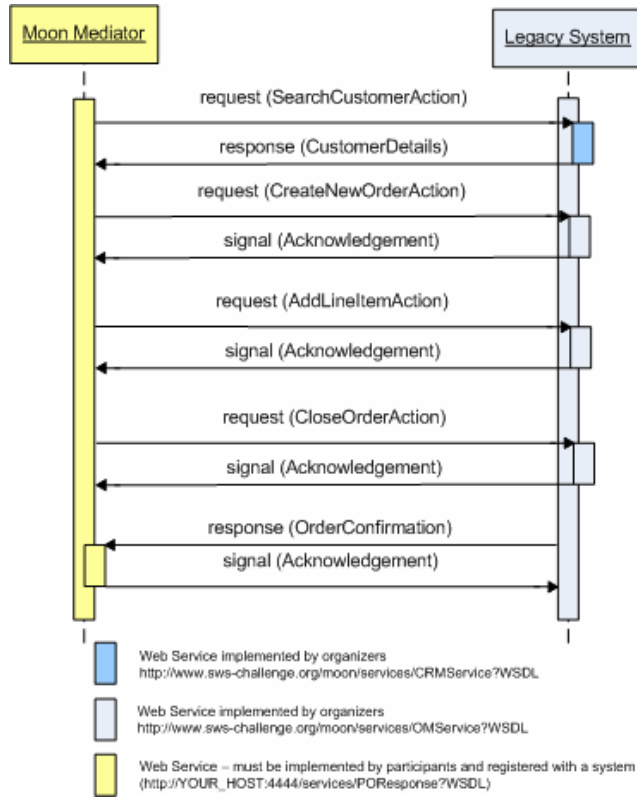 Moon Mediator
Legacy System
request (SearchCustomerAction)
response (CustomerDetails)
request (CreateNewOrderAction)
signal (Acknowledgement)
request (AddLineItemAction)
signal (Acknowledgement)
request (CloseOrderAction)
signal (Acknowledgement)
response (OrderConfirmation)
signal (Acknowledgement)
Web Service implemented by organizers
http://www.sws-challenge.org/moon/services/CRMService?WSDL
Web Service implemented by organizers
http://www.sws-challenge.org/moon/services/OMService?WSDL
Web Service – must be implemented by participants and registered with a system
(http://YOUR_HOST:4444/services/POResponse?WSDL)